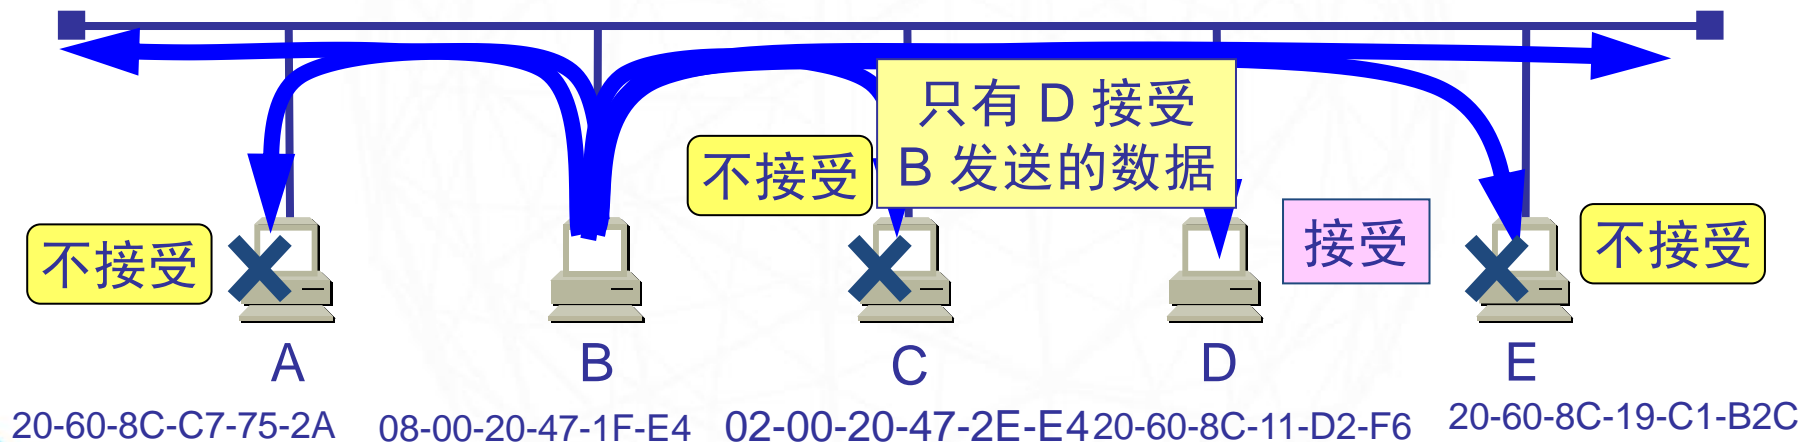 只有 D 接受
B 发送的数据
不接受
不接受
接受
不接受
A
B
C
D
E
20-60-8C-C7-75-2A
08-00-20-47-1F-E4
02-00-20-47-2E-E4
20-60-8C-11-D2-F6
20-60-8C-19-C1-B2C